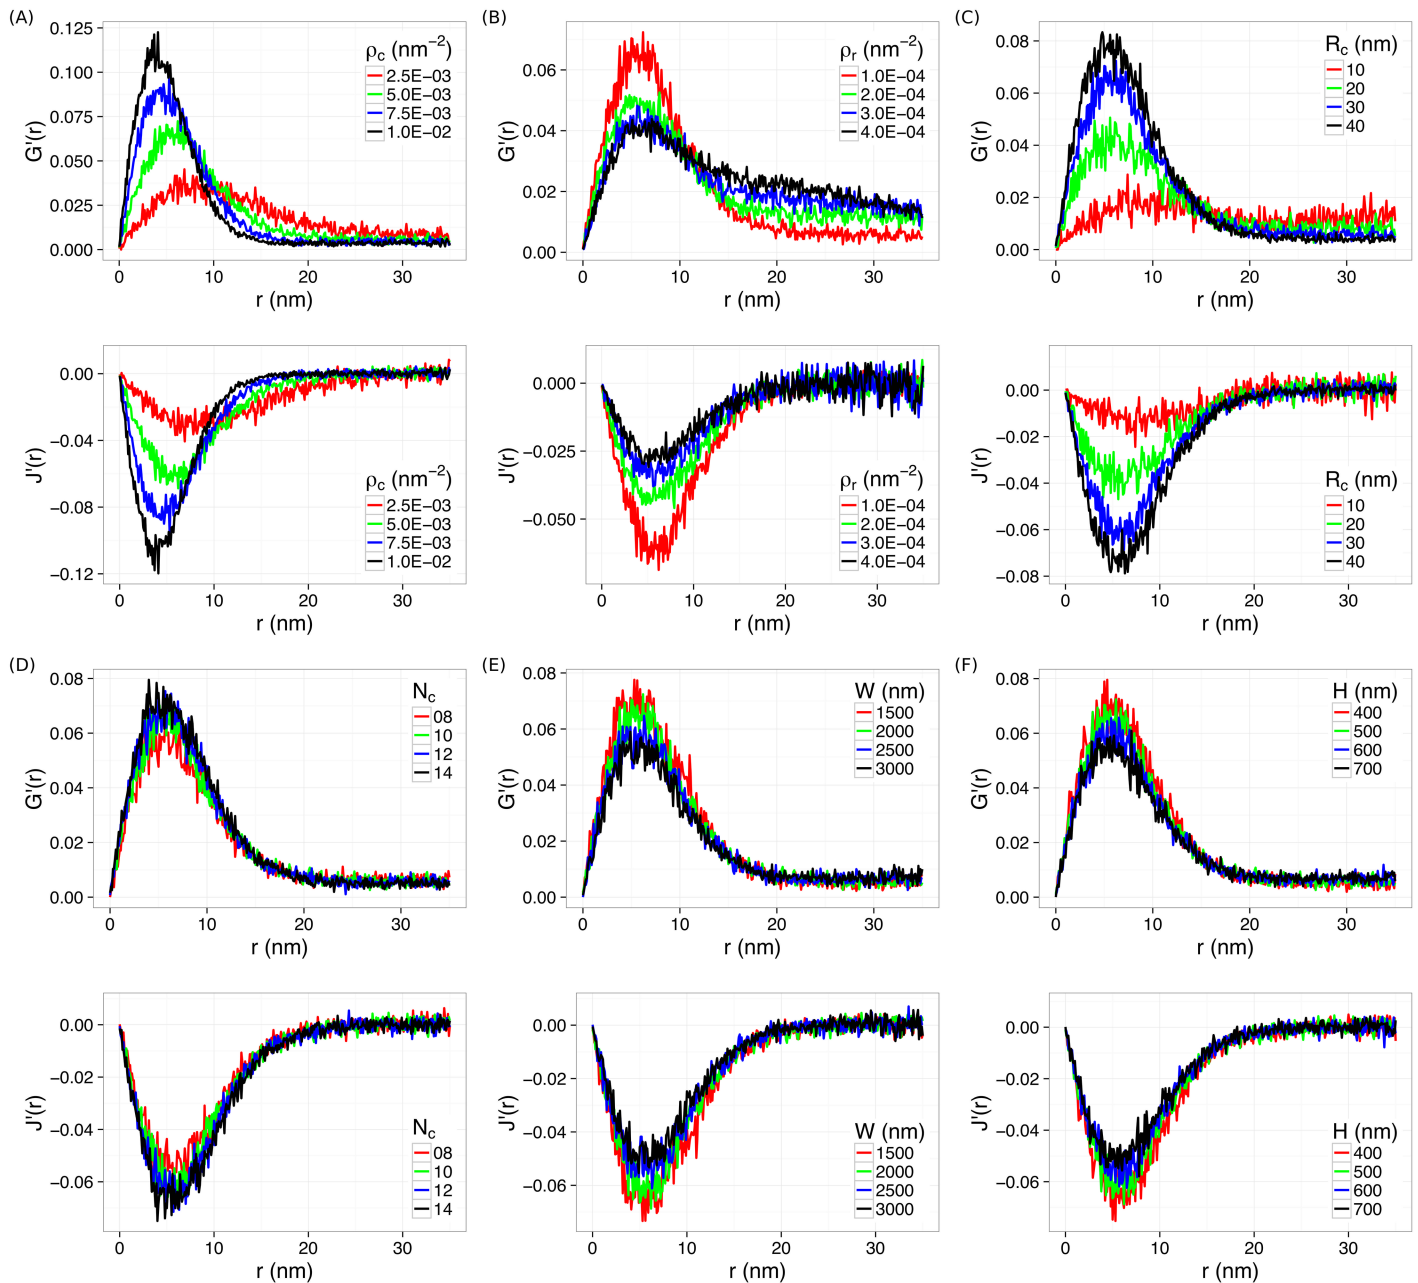 (A)
0.125
0.100
0.075
0.050
0.025
0.000
G'(r)
ρc (nm−2)
2.5E−03
5.0E−03
7.5E−03
1.0E−02
0 10 20 30
r (nm)
(B)
0.06
0.04
0.02
0.00
G'(r)
ρr (nm−2)
1.0E−04
2.0E−04
3.0E−04
4.0E−04
0 10 20 30
r (nm)
(C)
0.08
0.06
0.04
0.02
0.00
G'(r)
Rc (nm)
10
20
30
40
0 10 20 30
r (nm)
0.00
−0.04
−0.08
−0.12
J'(r)
ρc (nm−2)
2.5E−03
5.0E−03
7.5E−03
1.0E−02
0 10 20 30
r (nm)
0.000
−0.025
−0.050
J'(r)
ρr (nm−2)
1.0E−04
2.0E−04
3.0E−04
4.0E−04
0 10 20 30
r (nm)
0.00
−0.02
−0.04
−0.06
−0.08
J'(r)
Rc (nm)
10
20
30
40
0 10 20 30
r (nm)
(D)
0.08
0.06
0.04
0.02
0.00
G'(r)
Nc
08
10
12
14
0 10 20 30
r (nm)
(E)
0.08
0.06
0.04
0.02
0.00
G'(r)
W (nm)
1500
2000
2500
3000
0 10 20 30
r (nm)
(F)
0.08
0.06
0.04
0.02
0.00
G'(r)
H (nm)
400
500
600
700
0 10 20 30
r (nm)
0.00
−0.02
−0.04
−0.06
J'(r)
Nc
08
10
12
14
0 10 20 30
r (nm)
0.00
−0.02
−0.04
−0.06
J'(r)
W (nm)
1500
2000
2500
3000
0 10 20 30
r (nm)
0.00
−0.02
−0.04
−0.06
J'(r)
H (nm)
400
500
600
700
0 10 20 30
r (nm)